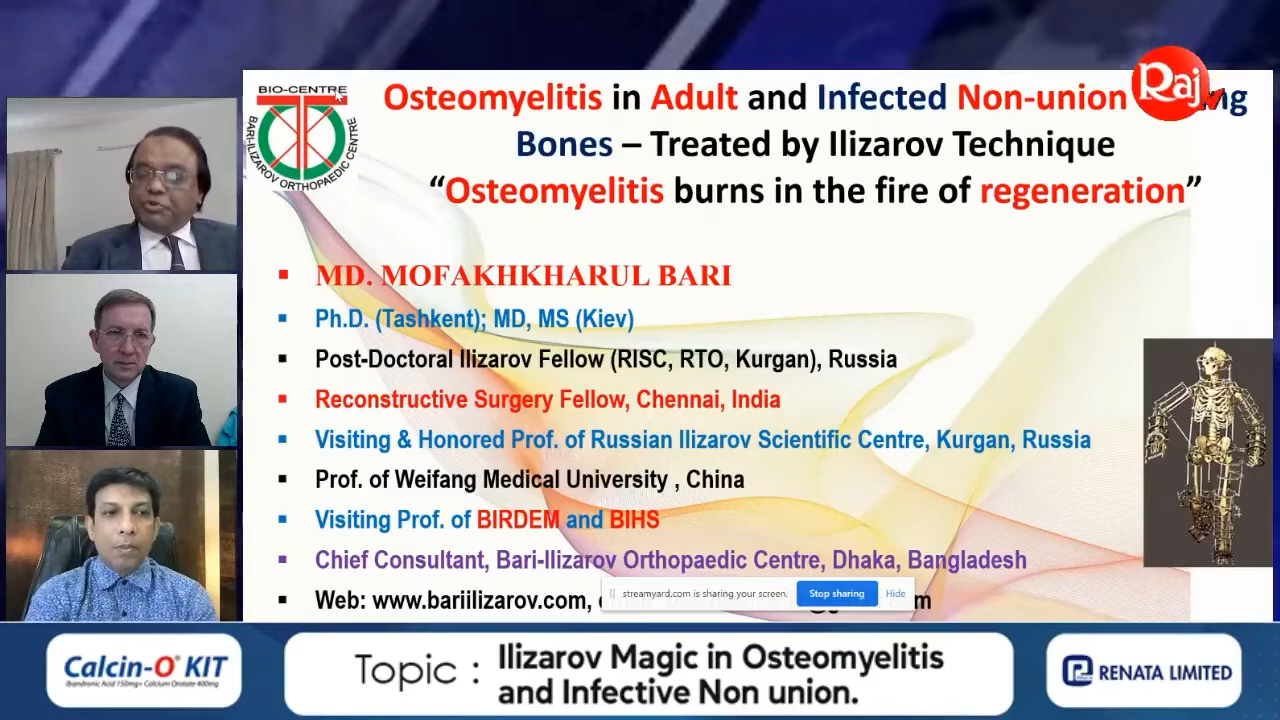 BIO-CENTRE
BARI-ILIZAROV ORTHOPAEDIC CENTRE
Osteomyelitis in Adult and Infected Non-union
Bones – Treated by Ilizarov Technique
“Osteomyelitis burns in the fire of regeneration”
Raj
▪ MD. MOFAKHKHARUL BARI
▪ Ph.D. (Tashkent); MD, MS (Kiev)
▪ Post-Doctoral Ilizarov Fellow (RISC, RTO, Kurgan), Russia
▪ Reconstructive Surgery Fellow, Chennai, India
▪ Visiting & Honored Prof. of Russian Ilizarov Scientific Centre, Kurgan, Russia
▪ Prof. of Weifang Medical University , China
▪ Visiting Prof. of BIRDEM and BIHS
▪ Chief Consultant, Bari-Ilizarov Orthopaedic Centre, Dhaka, Bangladesh
▪ Web: www.bariilizarov.com,
streamyard.com is sharing your screen. Stop sharing Hide
Calcin-O® KIT
Ibandronic Acid 150mg+ Calcium Orotate 400mg
Topic : Ilizarov Magic in Osteomyelitis
and Infective Non union.
RENATA LIMITED